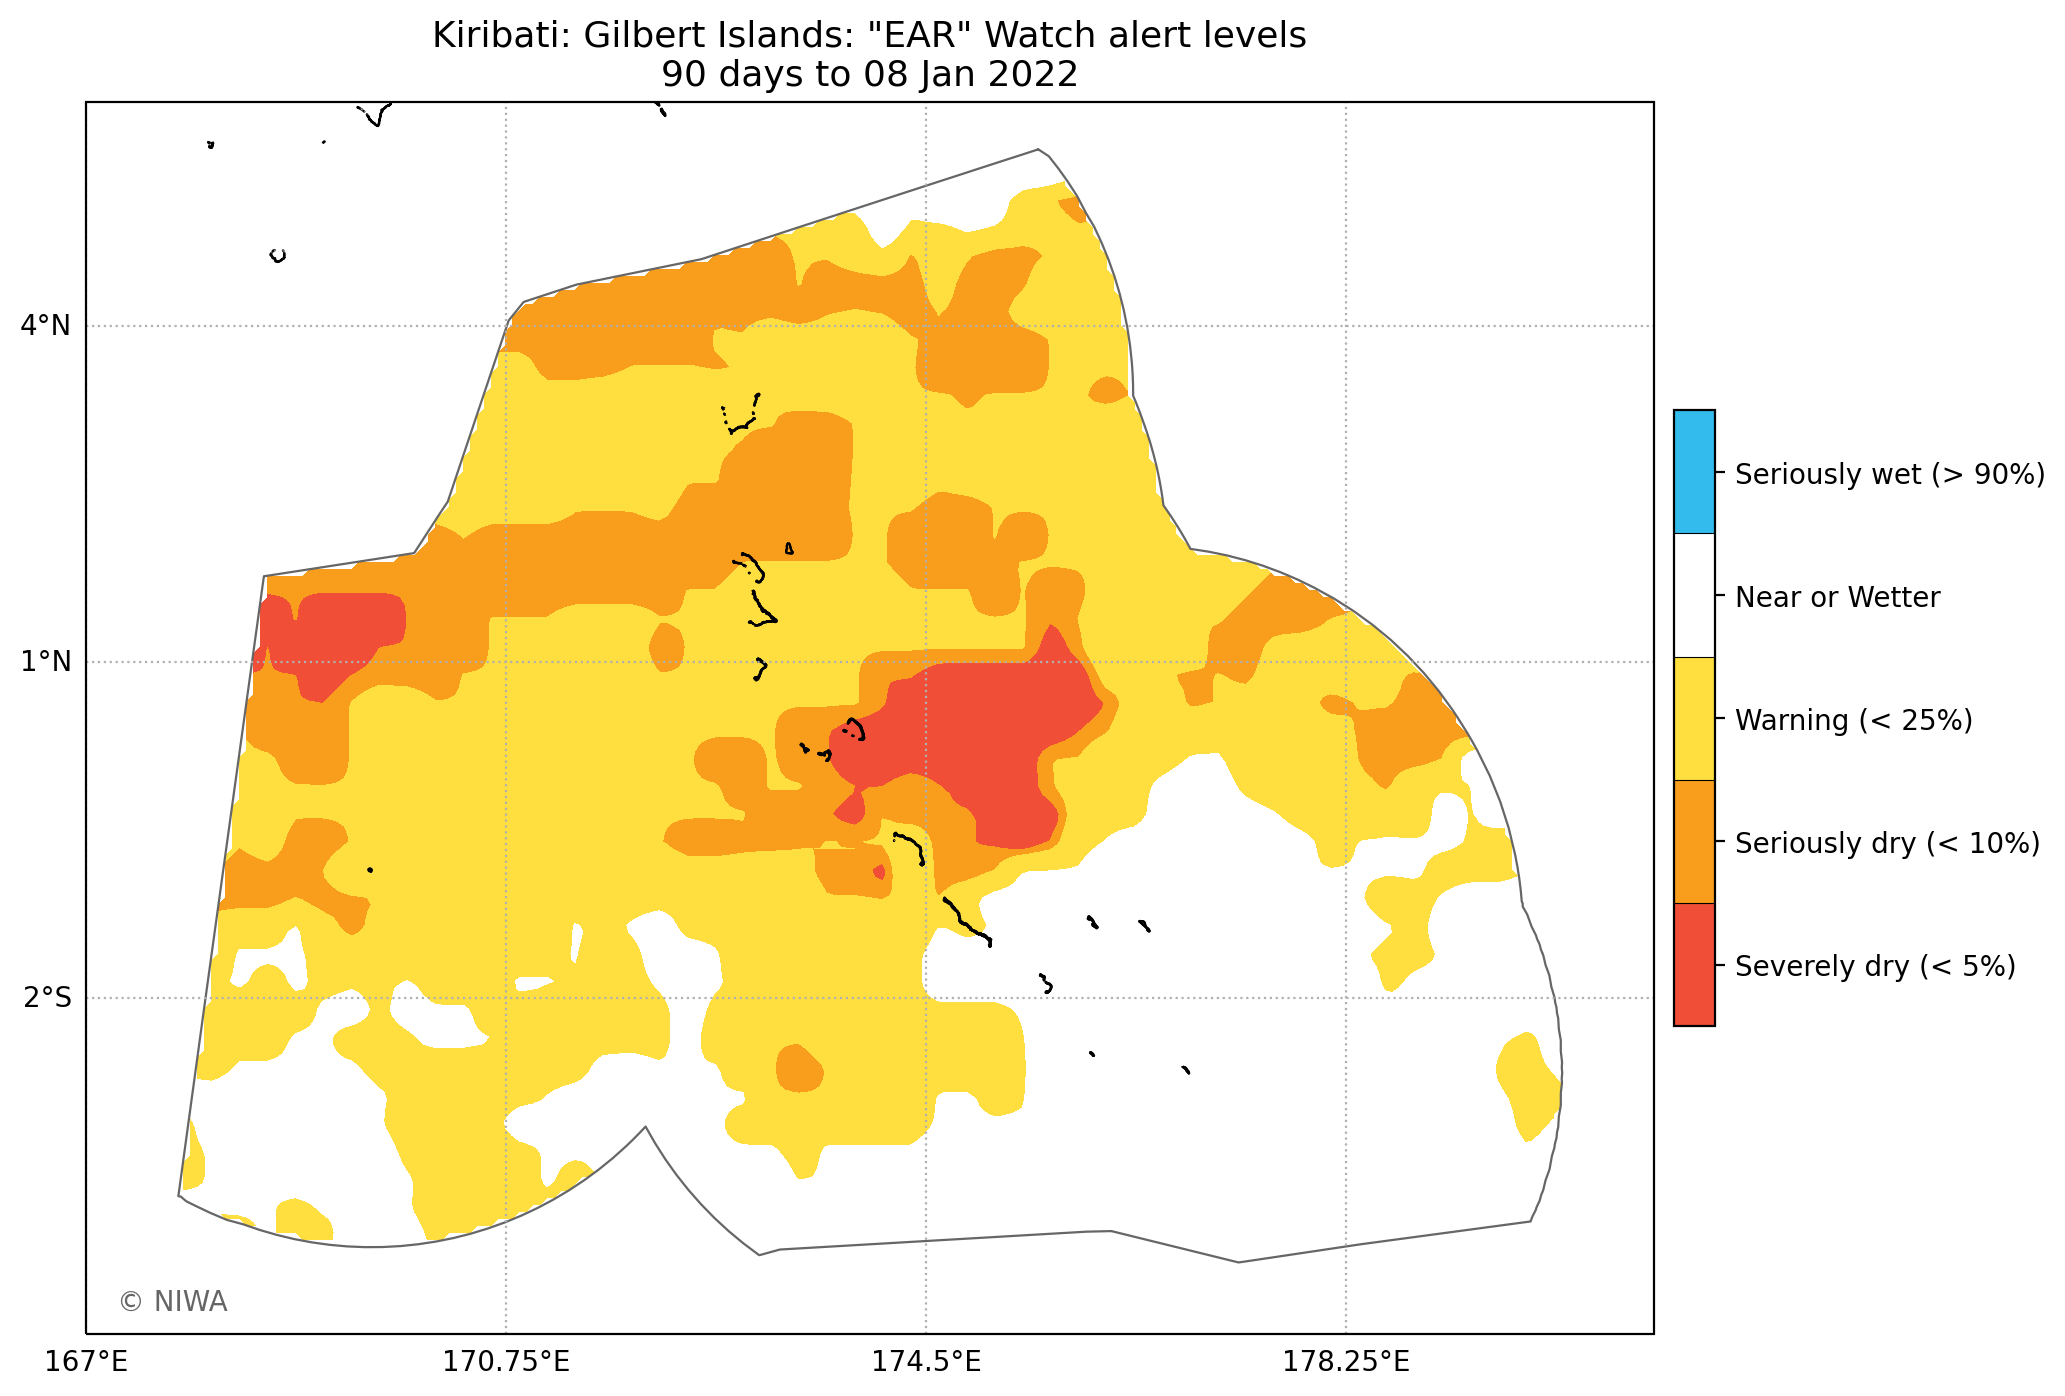 Kiribati: Gilbert Islands: "EAR" Watch alert levels
90 days to 08 Jan 2022
4°N
1°N
2°S
167°E
170.75°E
174.5°E
178.25°E
Seriously wet (> 90%)
Near or Wetter
Warning (< 25%)
Seriously dry (< 10%)
Severely dry (< 5%)
© NIWA